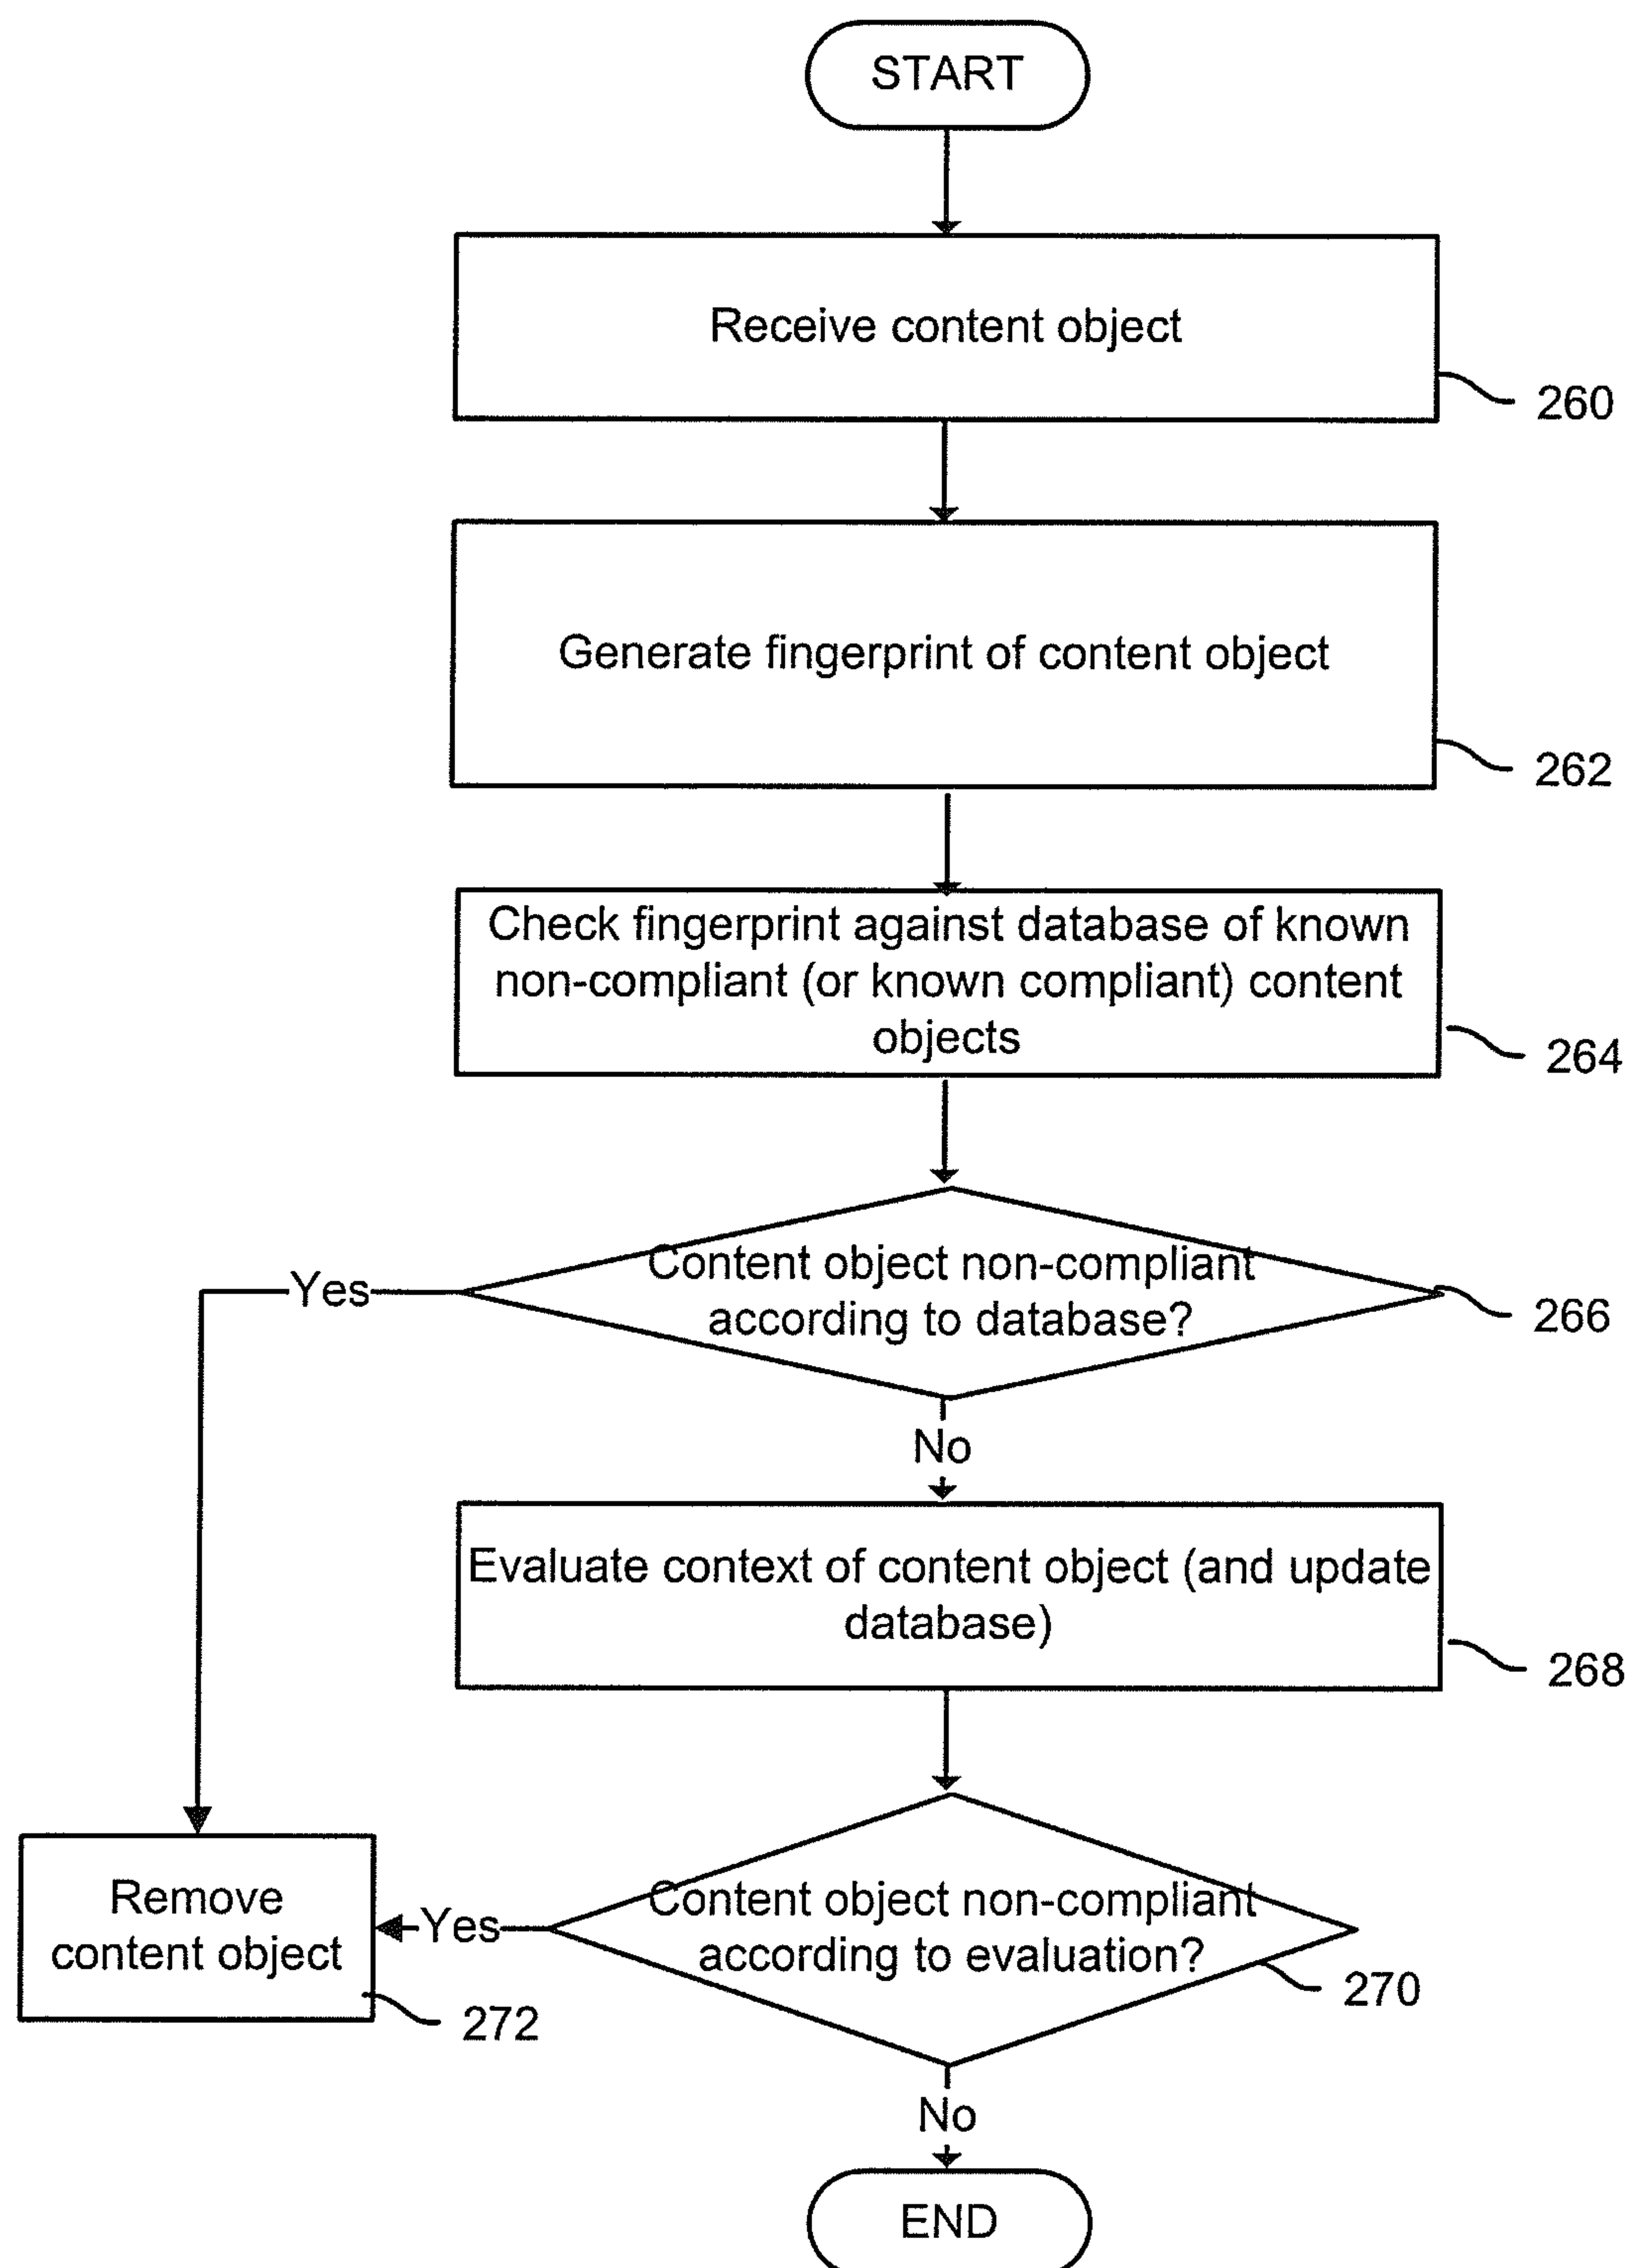 START
Receive content object
260
Generate fingerprint of content object
262
Check fingerprint against database of known
non-compliant (or known compliant) content
objects
264
Content object non-compliant
according to database?
Yes
266
No
Evaluate context of content object (and update
database)
268
Remove
content object
272
Yes
Content object non-compliant
according to evaluation?
270
No
END